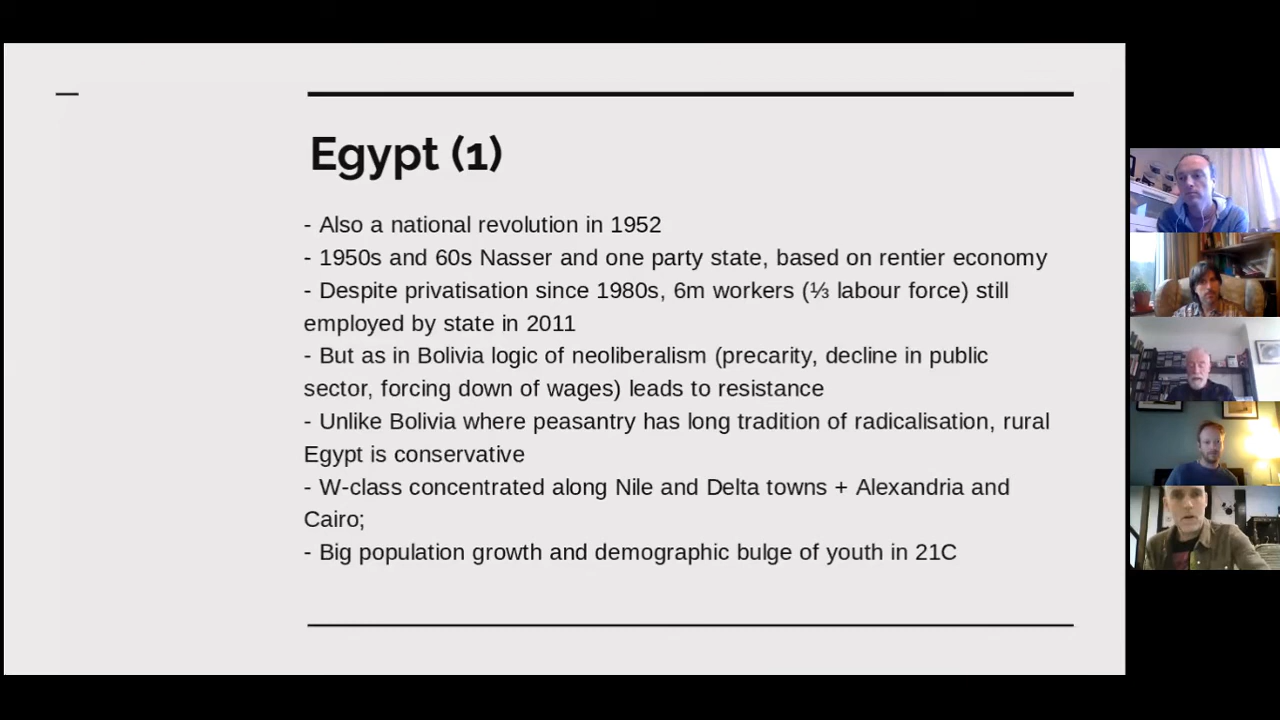 Egypt (1)
- Also a national revolution in 1952
- 1950s and 60s Nasser and one party state, based on rentier economy
- Despite privatisation since 1980s, 6m workers (⅓ labour force) still
employed by state in 2011
- But as in Bolivia logic of neoliberalism (precarity, decline in public
sector, forcing down of wages) leads to resistance
- Unlike Bolivia where peasantry has long tradition of radicalisation, rural
Egypt is conservative
- W-class concentrated along Nile and Delta towns + Alexandria and
Cairo;
- Big population growth and demographic bulge of youth in 21C